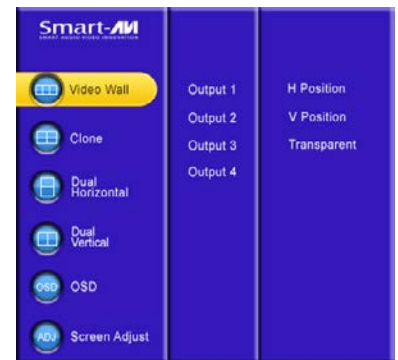 Smart-AVI
SMART AUDIO VIDEO INNOVATION
Video Wall
Clone
Dual
Horizontal
Dual
Vertical
OSD OSD
ADJ Screen Adjust
Output 1
Output 2
Output 3
Output 4
H Position
V Position
Transparent